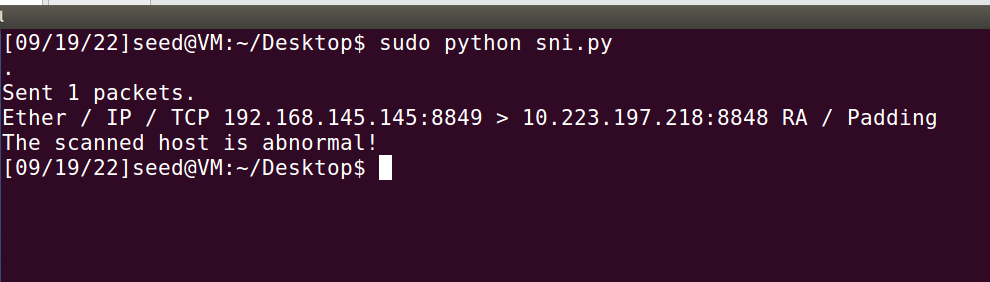 [09/19/22]seed@VM:~/Desktop$ sudo python sni.py
.
Sent 1 packets.
Ether / IP / TCP 192.168.145.145:8849 > 10.223.197.218:8848 RA / Padding
The scanned host is abnormal!
[09/19/22]seed@VM:~/Desktop$